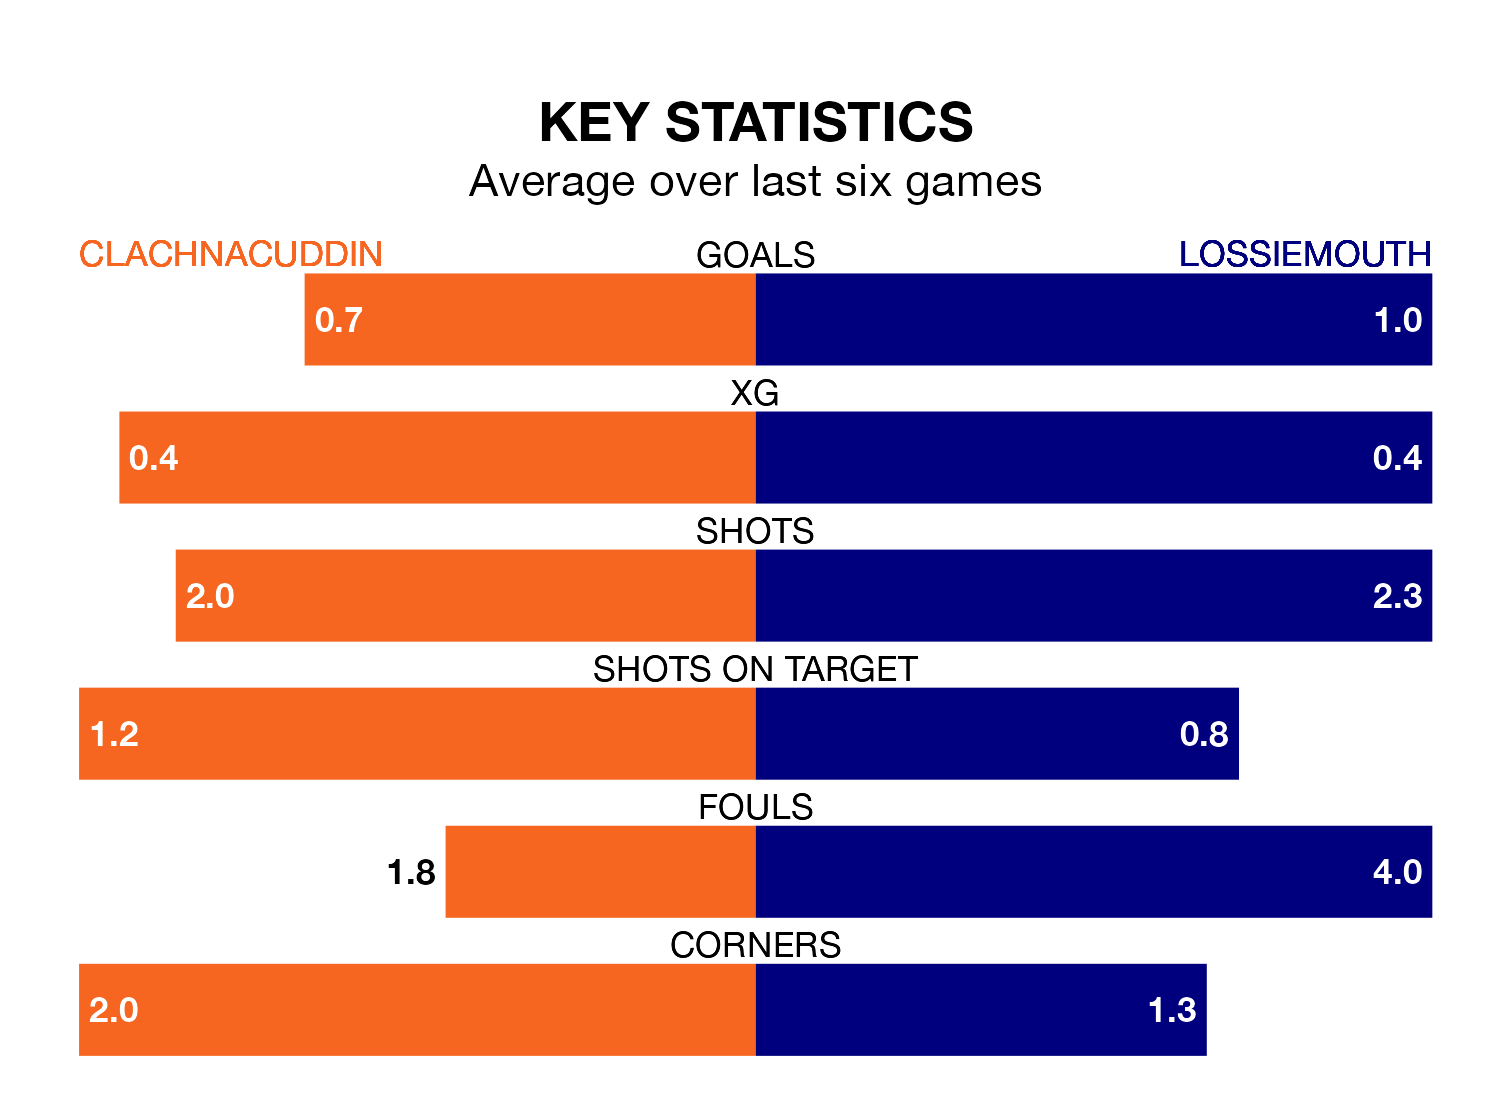 KEY STATISTICS
Average over last six games
CLACHNACUDDIN GOALS LOSSIEMOUTH
0.7 1.0
XG
0.4 0.4
SHOTS
2.0 2.3
SHOTS ON TARGET
1.2 0.8
FOULS
1.8 4.0
CORNERS
2.0 1.3